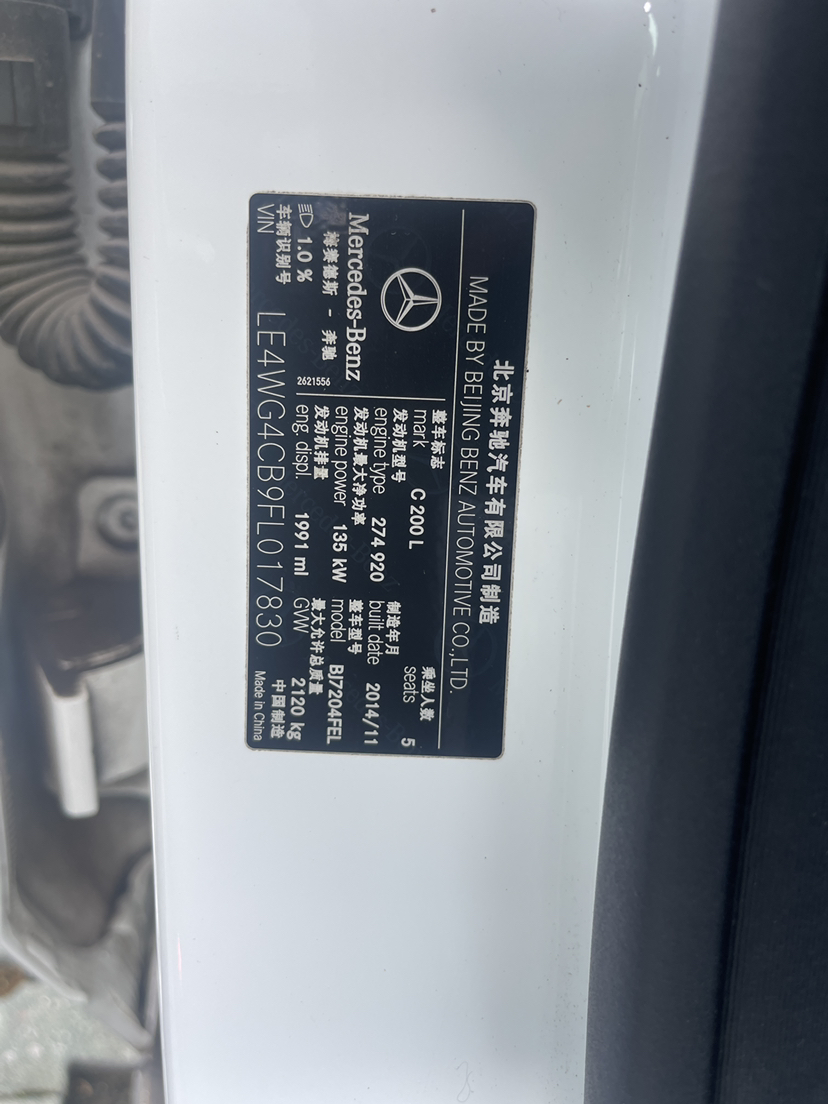 北京奔驰汽车有限公司制造
MADE BY BEIJING BENZ AUTOMOTIVE CO.,LTD.
Mercedes-Benz
梅赛德斯 - 奔驰
2621556
整车标志
mark C 200 L
乘坐人数
seats 5
发动机型号
engine type 274 920
制造年月
built date 2014/11
发动机最大净功率
engine power 135 kW
整车型号
model BJ7204FEL
发动机排量
eng. displ. 1991 ml
最大允许总质量
GVW 2120 kg
1.0 %
车辆识别号
VIN LE4WG4CB9FL017830
中国制造
Made in China